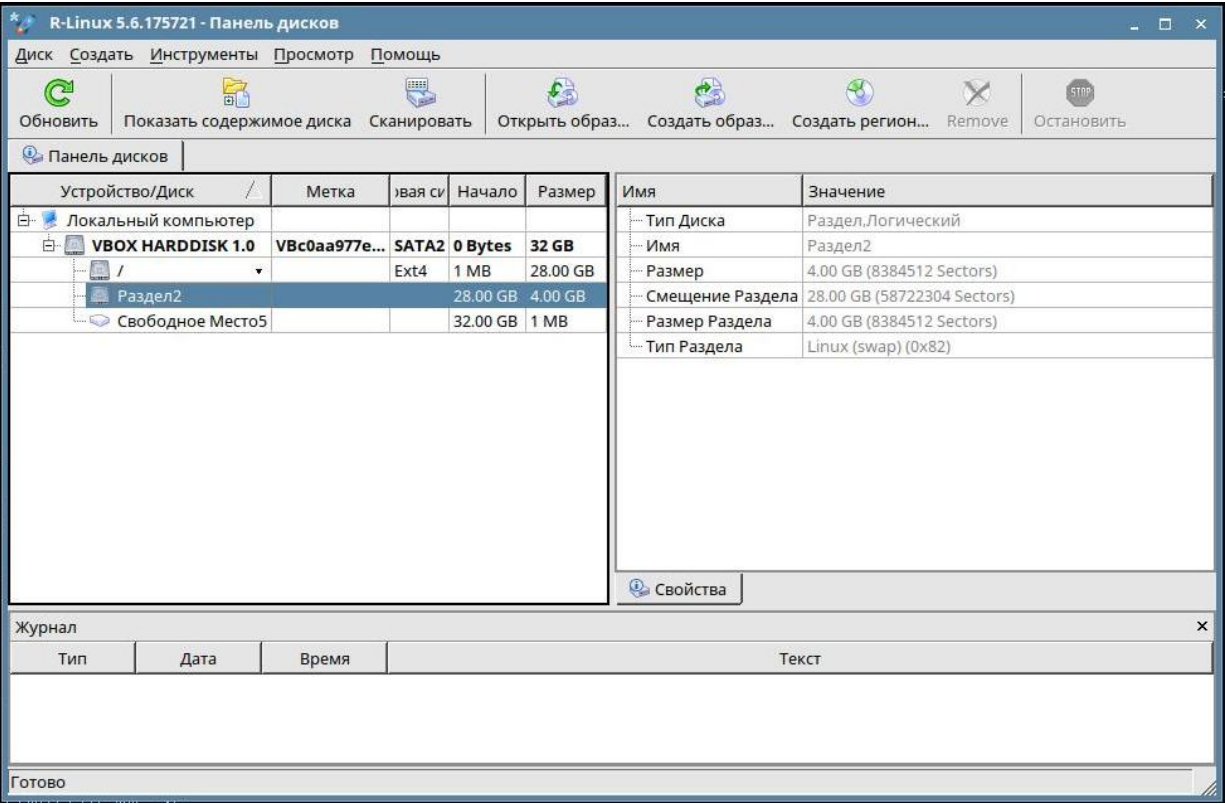 R-Linux 5.6.175721 - Панель дисков
Диск Создать Инструменты Просмотр Помощь
Обновить Показать содержимое диска Сканировать Открыть образ... Создать образ... Создать регион... Remove Остановить
STOP
Панель дисков
Устройство/Диск Метка Начало Размер
Имя Значение
Локальный компьютер
VBOX HARDDISK 1.0 VBc0aa977e... SATA2 0 Bytes 32 GB
/ Ext4 1 MB 28.00 GB
Раздел2 28.00 GB 4.00 GB
Свободное Место5 32.00 GB 1 MB
Тип Диска Раздел,Логический
Имя Раздел2
Размер 4.00 GB (8384512 Sectors)
Смещение Раздела 28.00 GB (58722304 Sectors)
Размер Раздела 4.00 GB (8384512 Sectors)
Тип Раздела Linux (swap) (0x82)
Свойства
Журнал
Тип Дата Время Текст
Готово